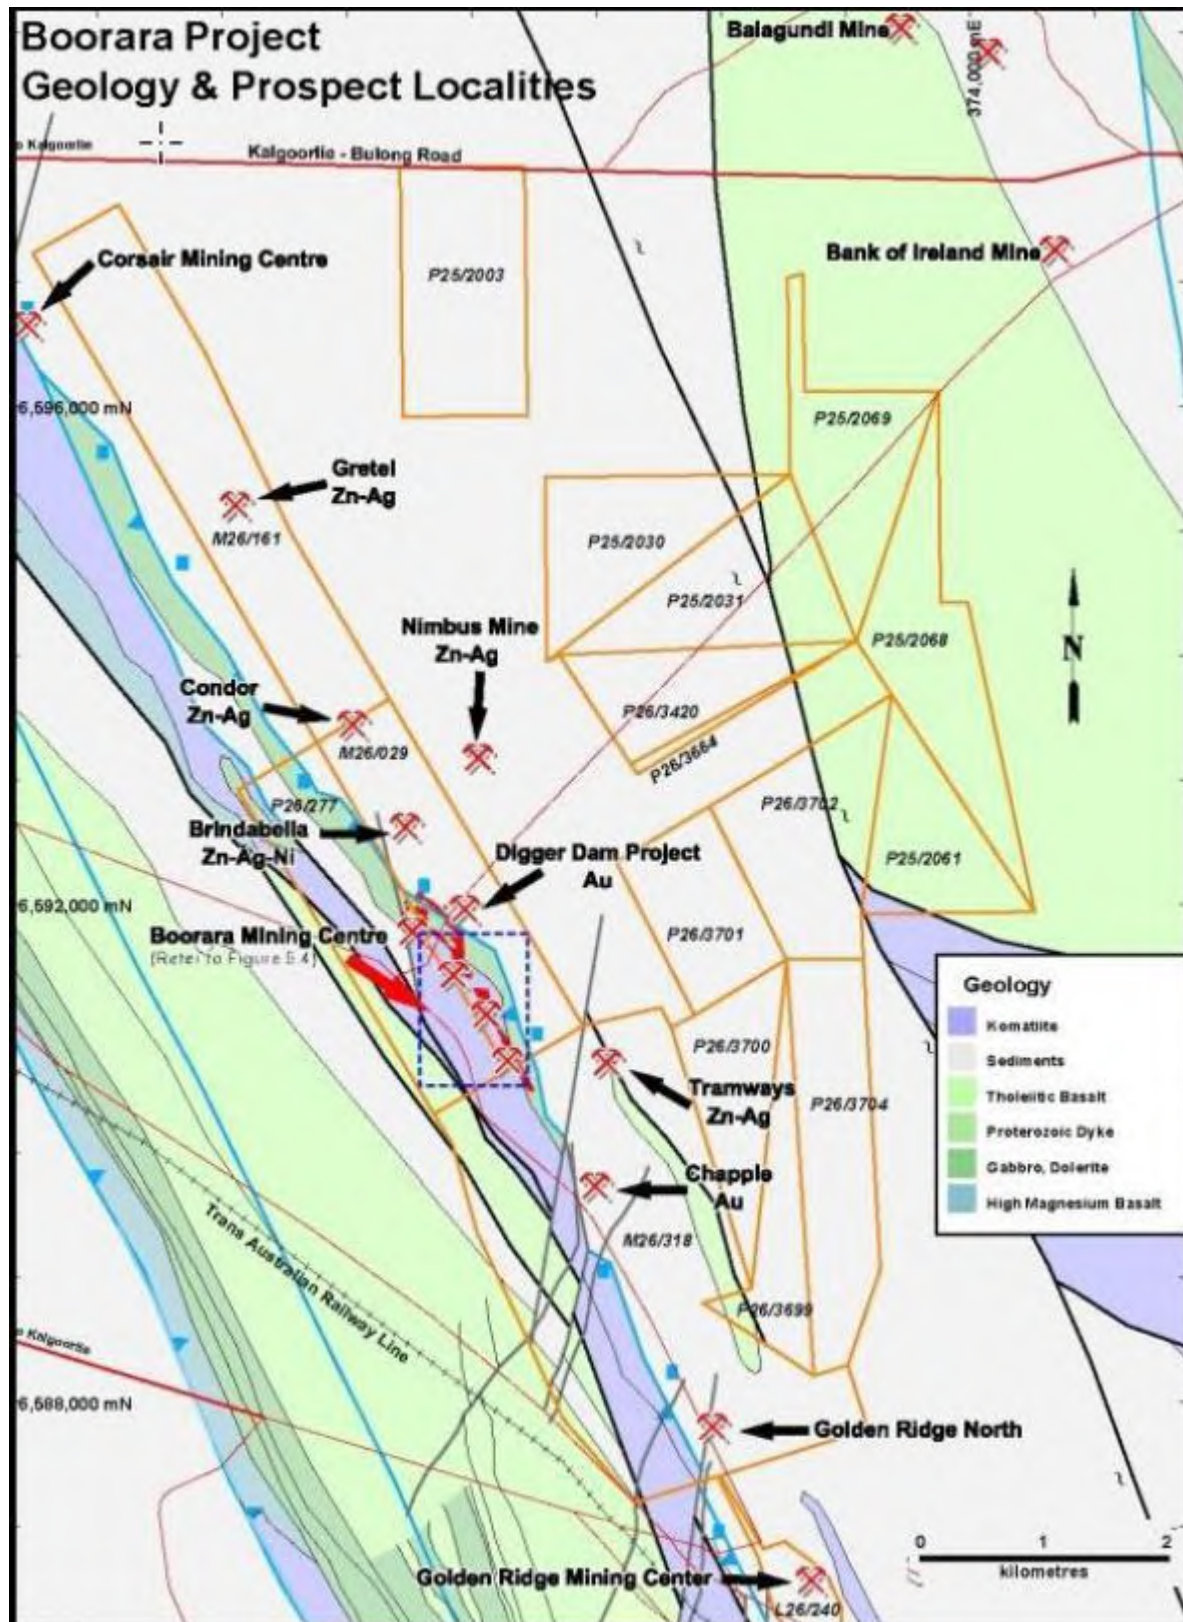 Boorara Project
Geology & Prospect Localities
Balagundi Mine
374,000 mE
o Kalgoorlie
Kalgoorlie - Bulong Road
Corsair Mining Centre
Bank of Ireland Mine
P25/2003
6,596,000 mN
P25/2069
Gretel
Zn-Ag
M26/161
P25/2030
P25/2031
Nimbus Mine
Zn-Ag
P25/2068
N
Condor
Zn-Ag
M26/029
P26/3420
P26/3664
P26/277
P26/3702
Brindabella
Zn-Ag-Ni
Digger Dam Project
Au
P25/2061
6,592,000 mN
Boorara Mining Centre
(Refer to Figure 5.4)
P26/3701
Geology
Komatiite
Sediments
Tholeiitic Basalt
Proterozoic Dyke
Gabbro, Dolerite
High Magnesium Basalt
P26/3700
Tramways
Zn-Ag
P26/3704
Chapple
Au
M26/318
Trans Australian Railway Line
P26/3699
o Kalgoorlie
6,588,000 mN
Golden Ridge North
0 1 2
kilometres
Golden Ridge Mining Center
L26/240